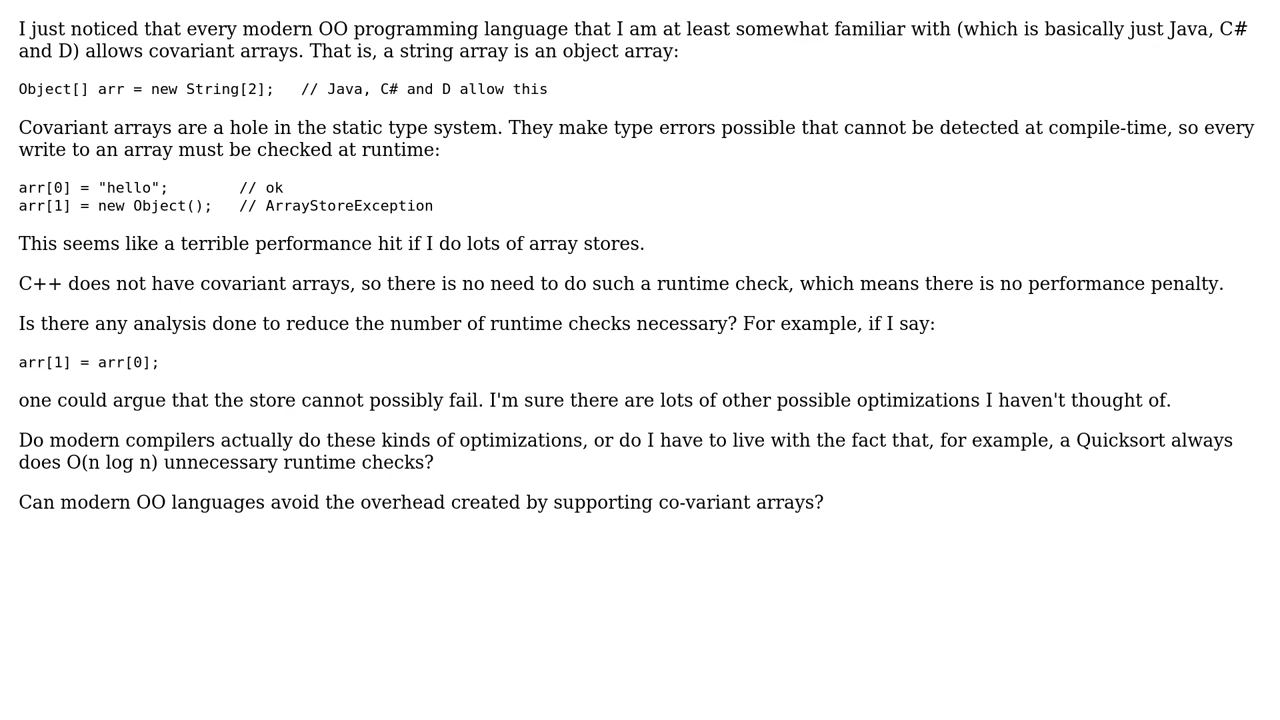 I just noticed that every modern OO programming language that I am at least somewhat familiar with (which is basically just Java, C#
and D) allows covariant arrays. That is, a string array is an object array:
Object[] arr = new String[2];   // Java, C# and D allow this
Covariant arrays are a hole in the static type system. They make type errors possible that cannot be detected at compile-time, so every
write to an array must be checked at runtime:
arr[0] = "hello";        // ok
arr[1] = new Object();   // ArrayStoreException
This seems like a terrible performance hit if I do lots of array stores.
C++ does not have covariant arrays, so there is no need to do such a runtime check, which means there is no performance penalty.
Is there any analysis done to reduce the number of runtime checks necessary? For example, if I say:
arr[1] = arr[0];
one could argue that the store cannot possibly fail. I'm sure there are lots of other possible optimizations I haven't thought of.
Do modern compilers actually do these kinds of optimizations, or do I have to live with the fact that, for example, a Quicksort always
does O(n log n) unnecessary runtime checks?
Can modern OO languages avoid the overhead created by supporting co-variant arrays?